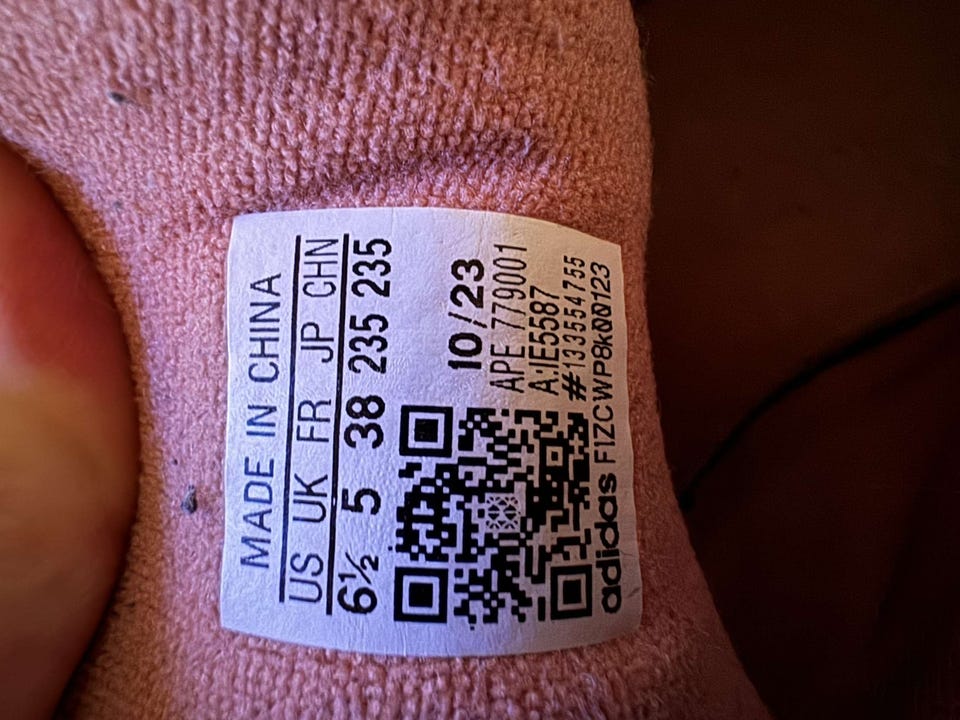 MADE IN CHINA
US UK FR JP CHN
6½ 5 38 235 235
10/23
APE 779001
A:IE5587
#133554755
adidas F1ZCWP8k00123